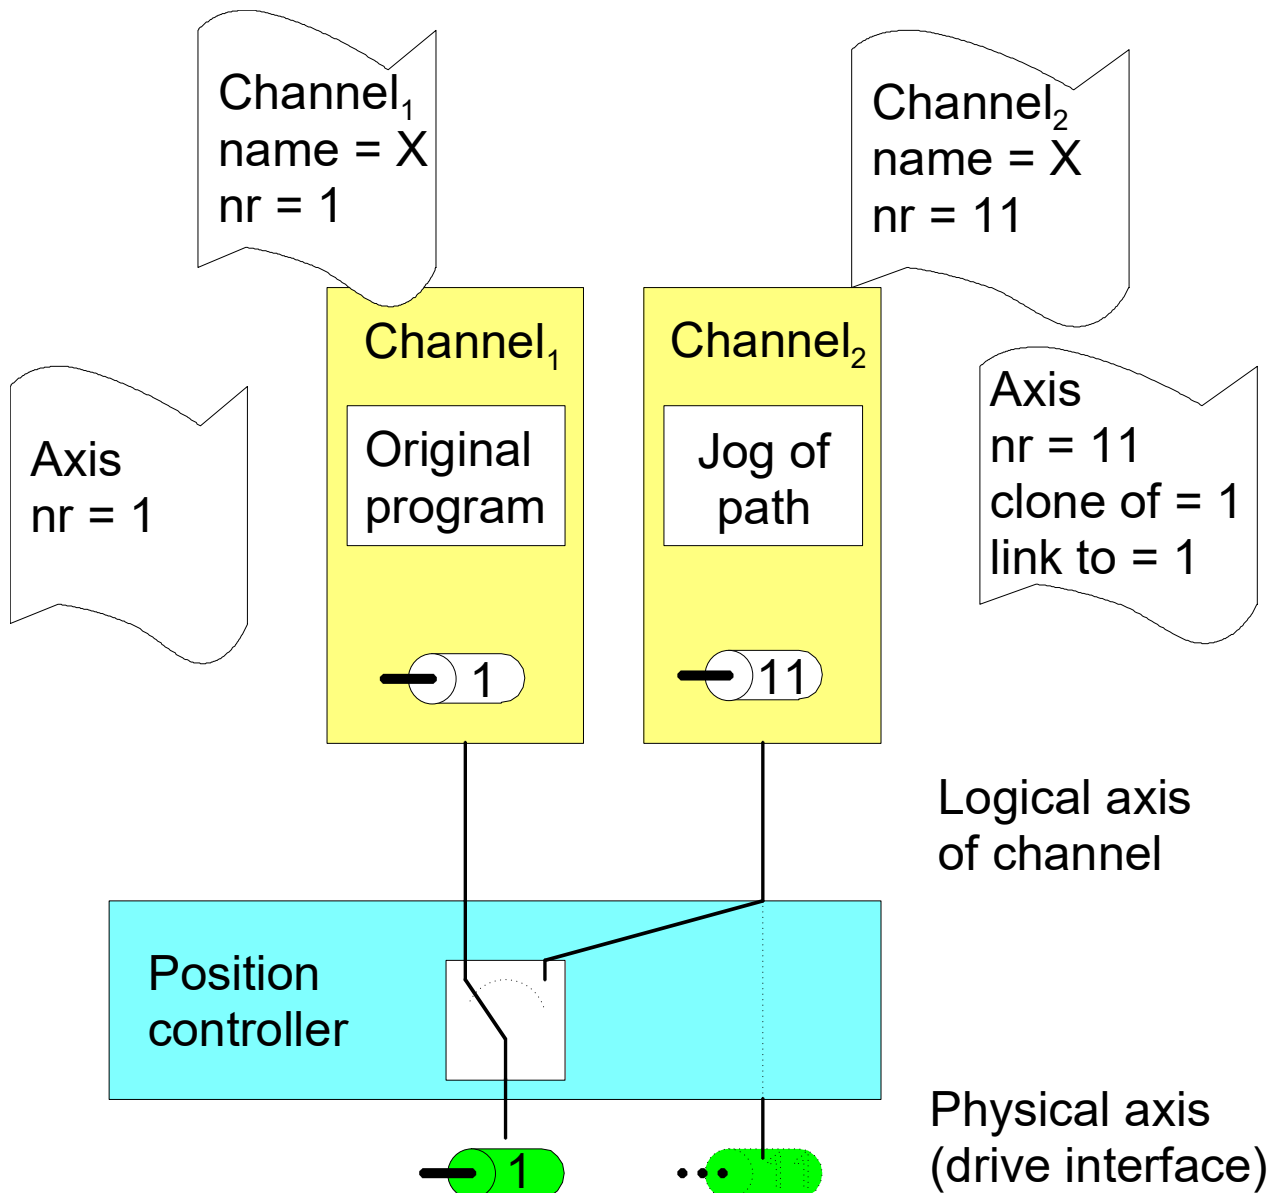 Channel₁
name = X
nr = 1
Channel₂
name = X
nr = 11
Axis
nr = 1
Channel₁
Original
program
1
Channel₂
Jog of
path
11
Axis
nr = 11
clone of = 1
link to = 1
Logical axis
of channel
Position
controller
Physical axis
(drive interface)
1